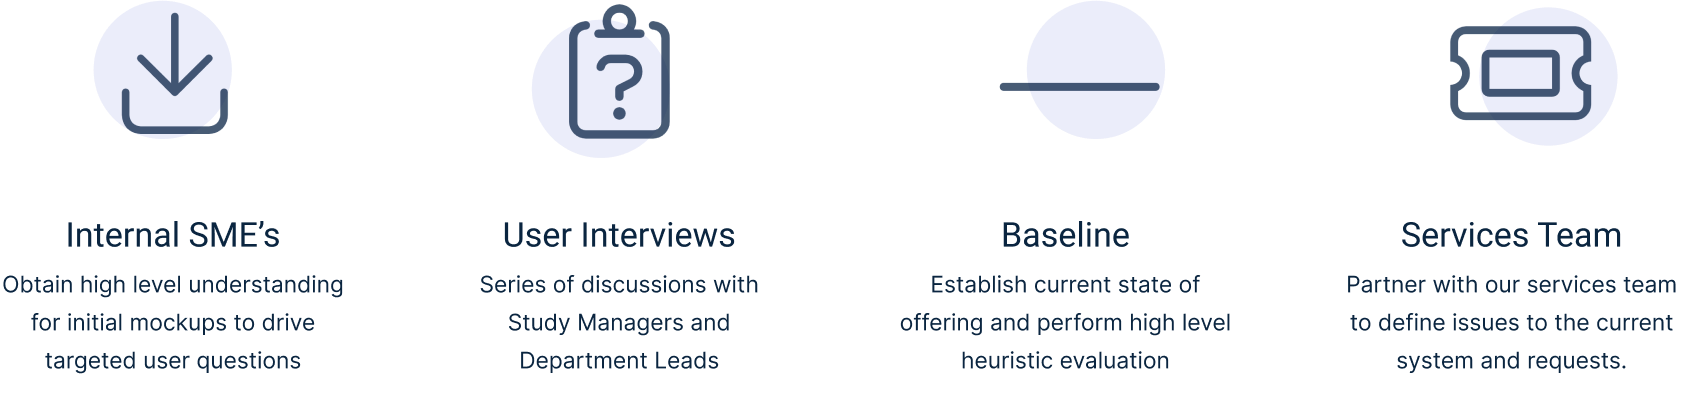 Internal SME’s
Obtain high level understanding
for initial mockups to drive
targeted user questions
User Interviews
Series of discussions with
Study Managers and
Department Leads
Baseline
Establish current state of
offering and perform high level
heuristic evaluation
Services Team
Partner with our services team
to define issues to the current
system and requests.